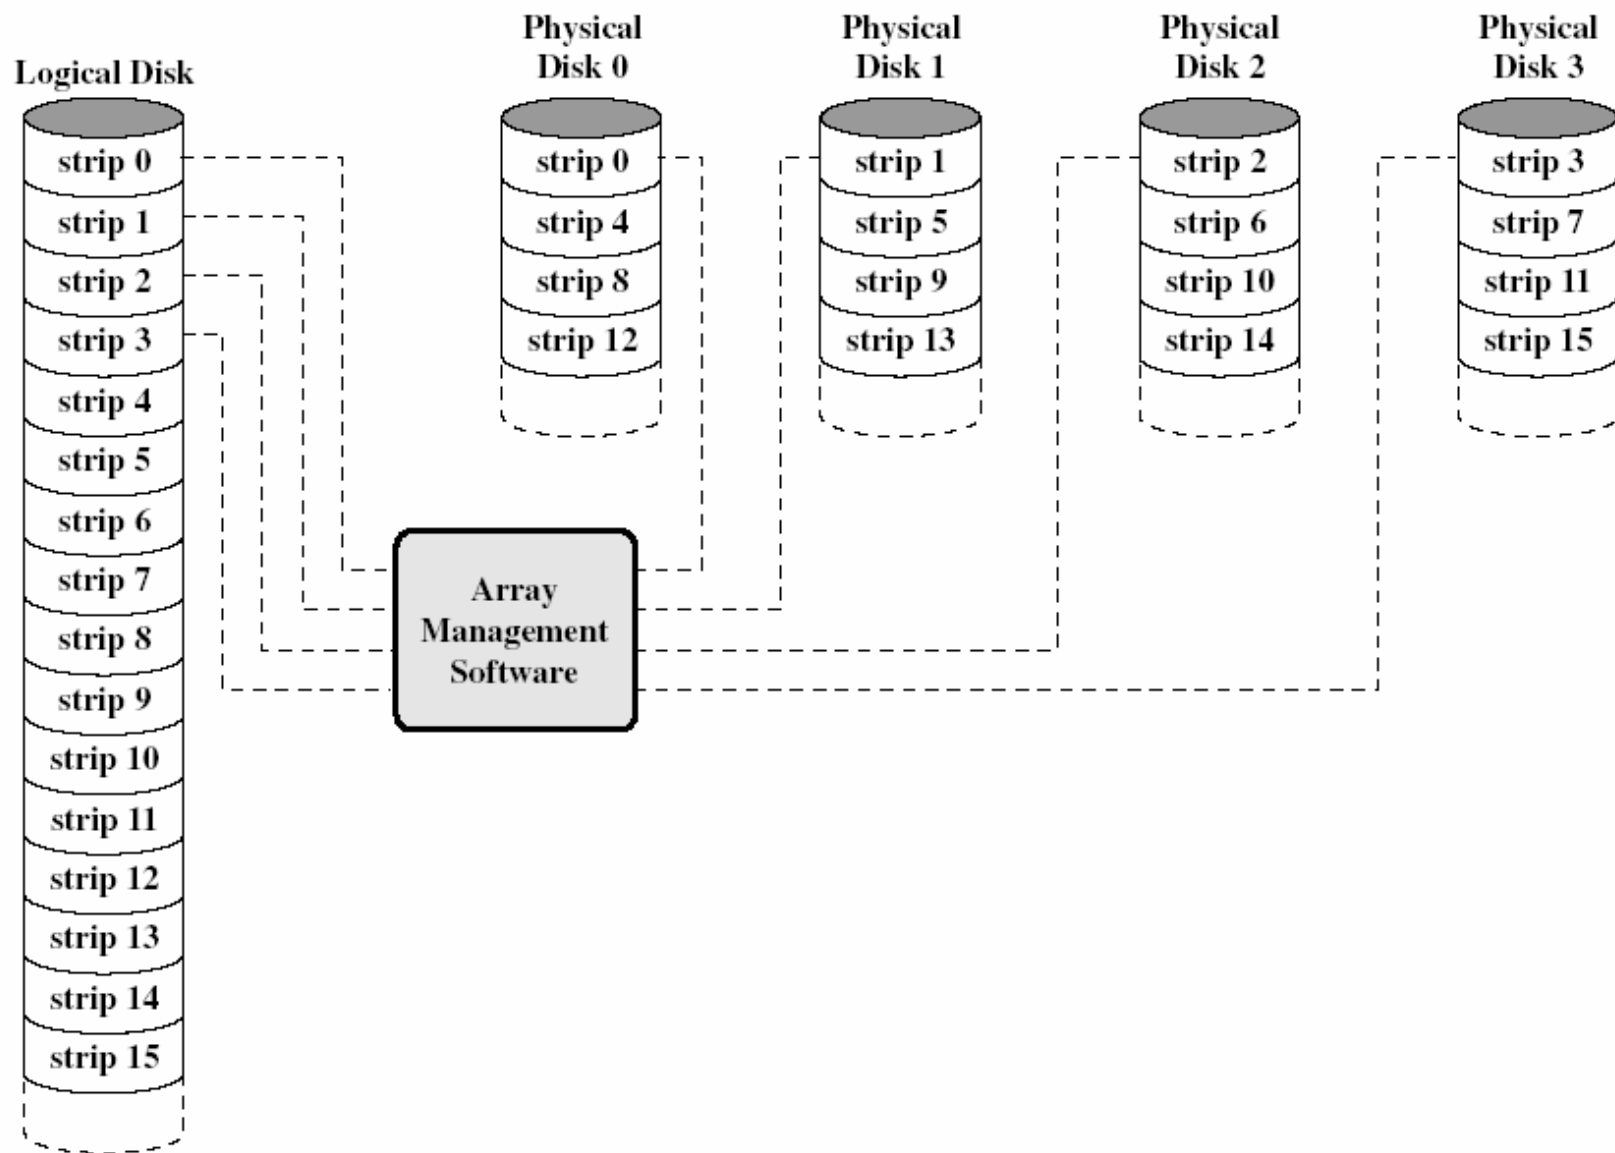 Physical
Disk 0
Physical
Disk 1
Physical
Disk 2
Physical
Disk 3
Logical Disk
strip 0
strip 1
strip 2
strip 3
strip 4
strip 5
strip 6
strip 7
strip 8
strip 9
strip 10
strip 11
strip 12
strip 13
strip 14
strip 15
strip 0
strip 4
strip 8
strip 12
strip 1
strip 5
strip 9
strip 13
strip 2
strip 6
strip 10
strip 14
strip 3
strip 7
strip 11
strip 15
Array
Management
Software